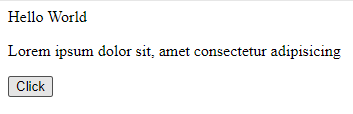 Hello World
Lorem ipsum dolor sit, amet consectetur adipisicing
Click